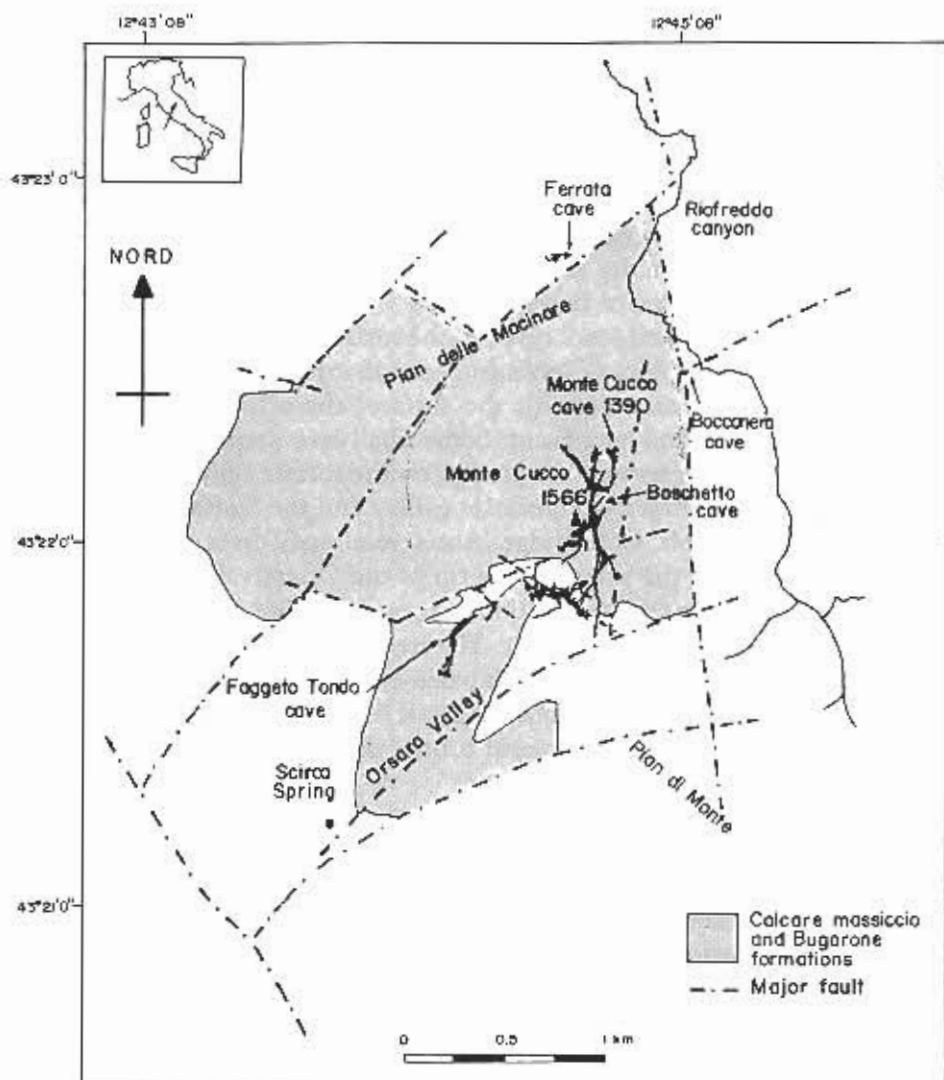 12°43'08"
12°45'08"
43°23'0"
Ferrata
cave
Riofreddo
canyon
NORD
Pian delle Macinare
Monte Cucco
cave 1390
Boccanera
cave
Monte Cucco
1566
Boschetto
cave
43°22'0"
Faggeto Tondo
cave
Orsara Valley
Scirca
Spring
Pian di Monte
43°21'0"
Calcare massiccio
and Bugarone
formations
Major fault
0
0.5
1 km